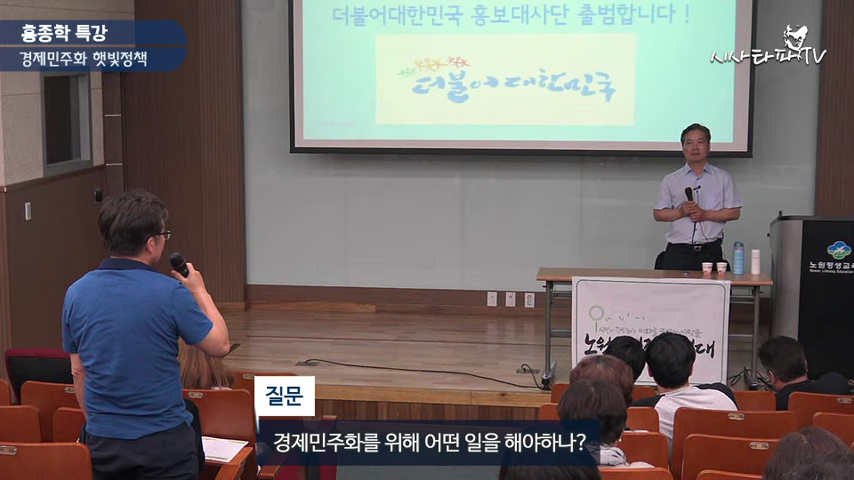 홍종학 특강
경제민주화 햇빛정책
더불어대한민국 홍보대사단 출범합니다 !
더불어대한민국
시사타파TV
노원평생교육
Nowon Lifelong Education
질문
경제민주화를 위해 어떤 일을 해야하나?